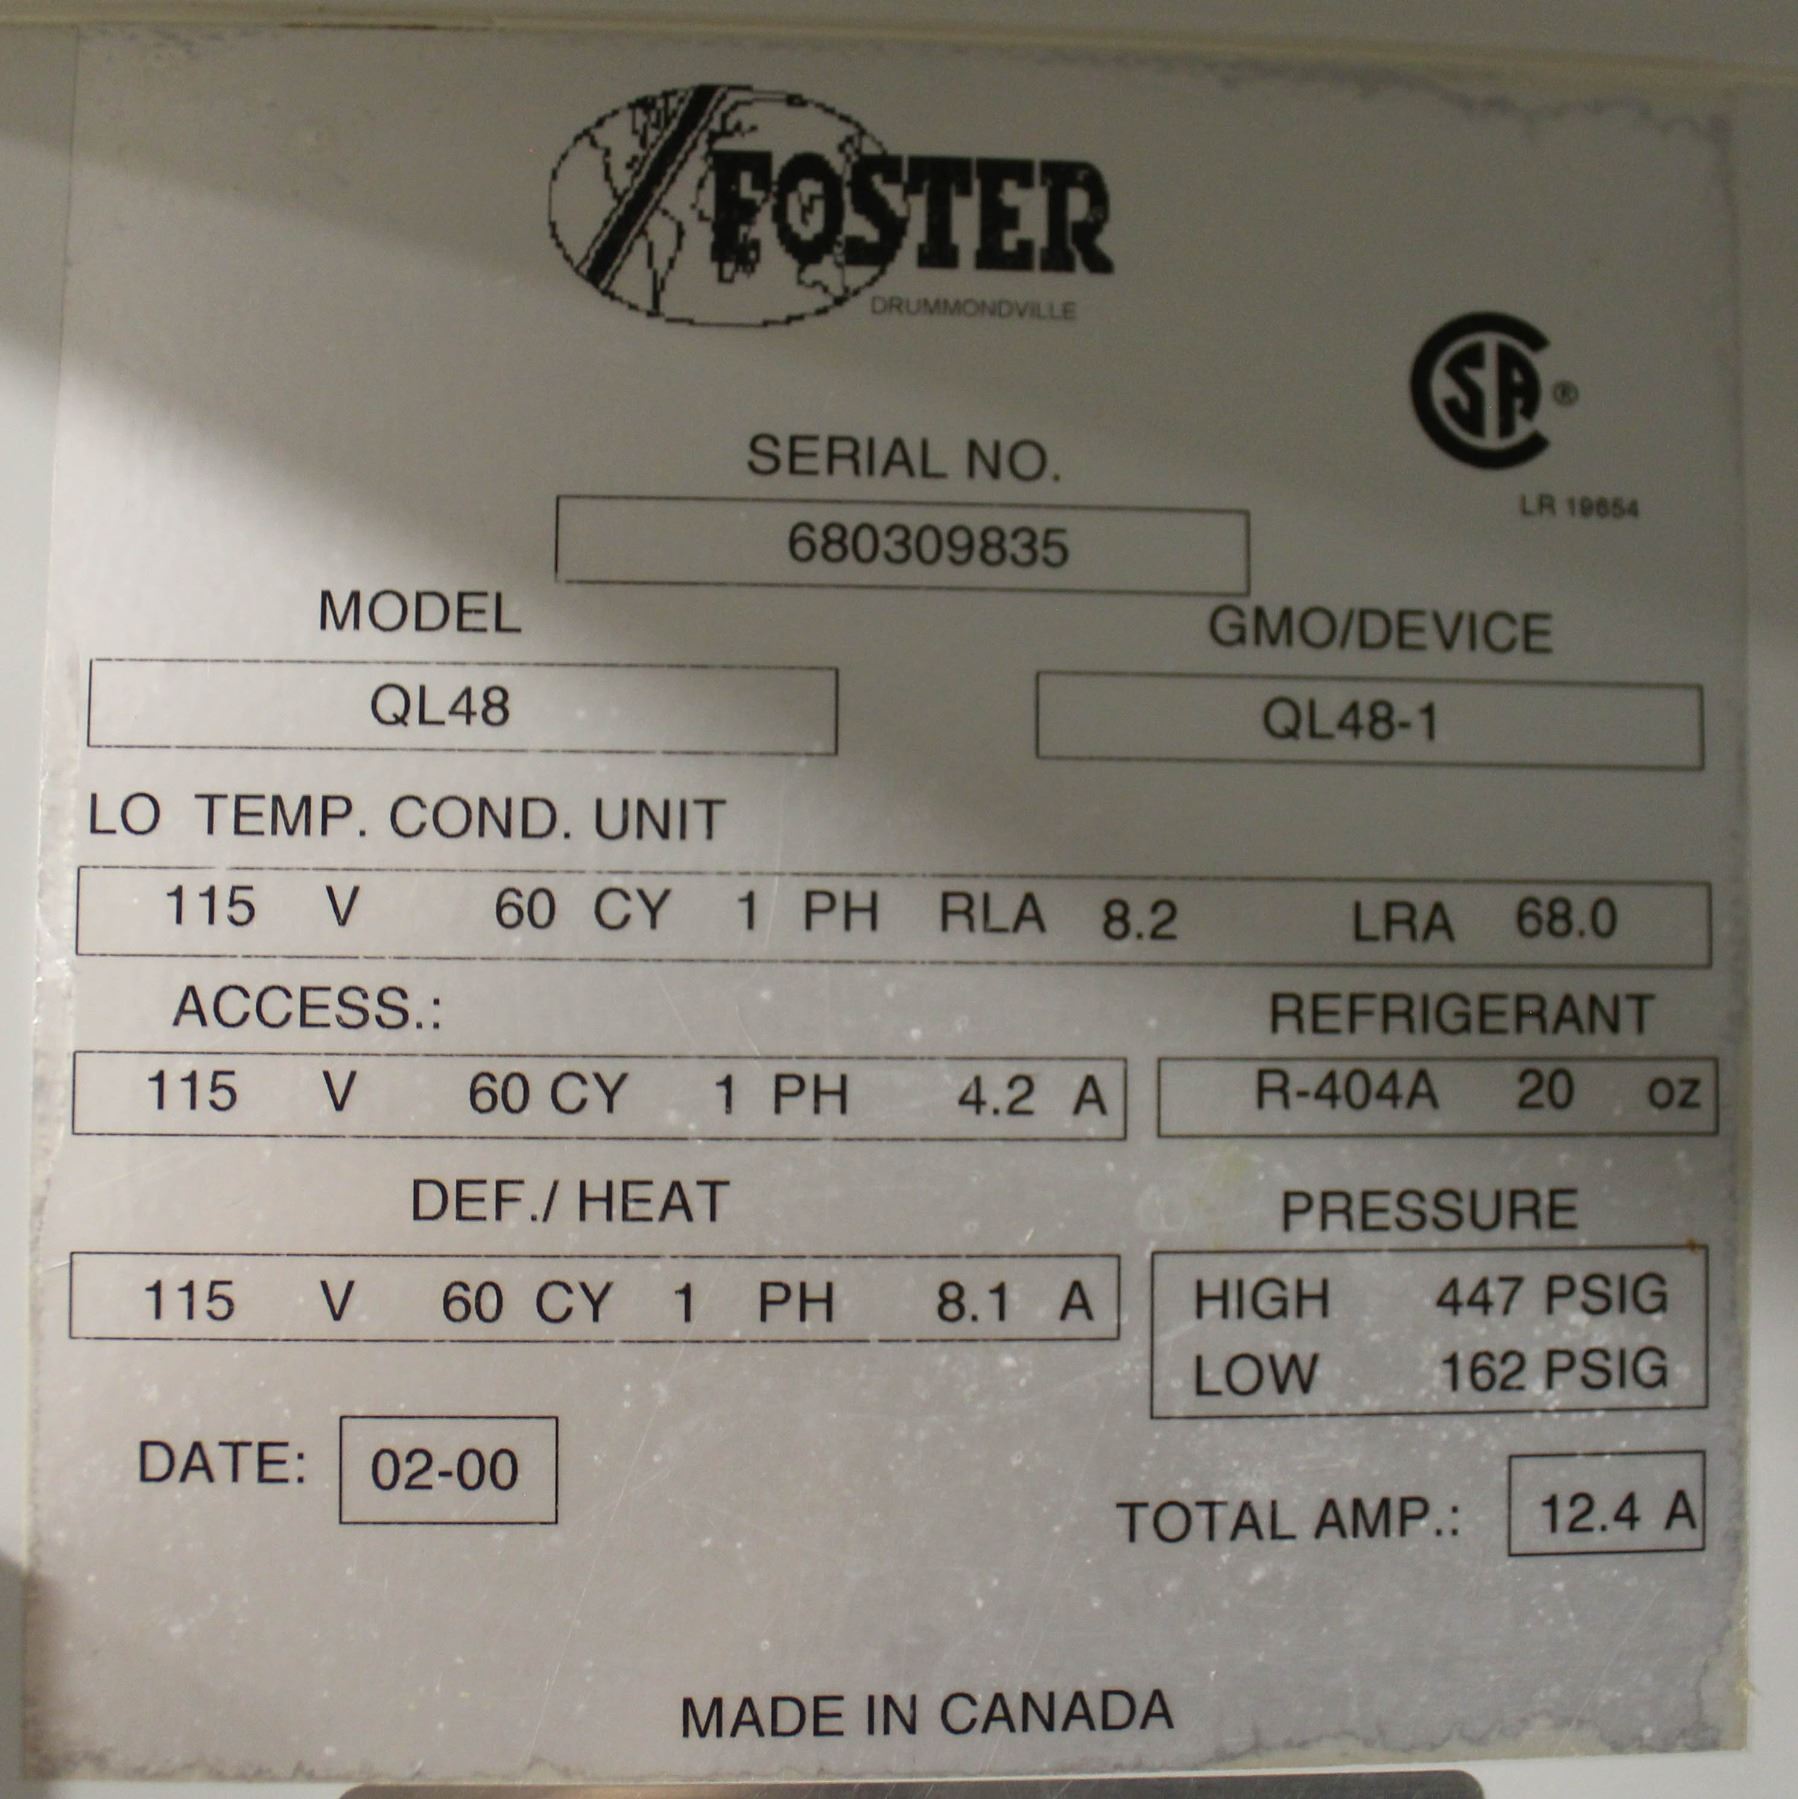 FOSTER
DRUMMONDVILLE
CSA ®
LR 19854
SERIAL NO.
680309835
MODEL
QL48
GMO/DEVICE
QL48-1
LO TEMP. COND. UNIT
115 V 60 CY 1 PH RLA 8.2 LRA 68.0
ACCESS.:
115 V 60 CY 1 PH 4.2 A
REFRIGERANT
R-404A 20 oz
DEF./ HEAT
115 V 60 CY 1 PH 8.1 A
PRESSURE
HIGH 447 PSIG
LOW 162 PSIG
DATE: 02-00
TOTAL AMP.: 12.4 A
MADE IN CANADA